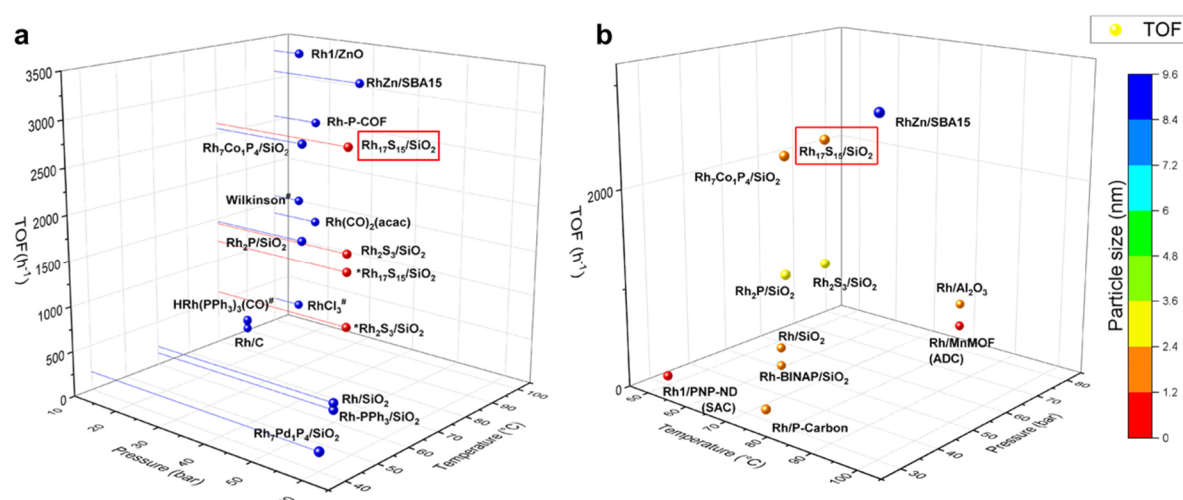 a
Rh1/ZnO
RhZn/SBA15
Rh-P-COF
Rh₇Co₁P₄/SiO₂
Rh₁₇S₁₅/SiO₂
Wilkinson#
Rh(CO)₂(acac)
Rh₂P/SiO₂
Rh₂S₃/SiO₂
*Rh₁₇S₁₅/SiO₂
HRh(PPh₃)₃(CO)#
RhCl₃#
*Rh₂S₃/SiO₂
Rh/C
Rh/SiO₂
Rh-PPh₃/SiO₂
Rh₇Pd₁P₄/SiO₂
TOF(h⁻¹)
3500
3000
2500
2000
1500
1000
500
0
10
20
30
40
50
Pressure (bar)
40
50
60
70
80
90
100
Temperature (°C)
b
TOF
RhZn/SBA15
Rh₁₇S₁₅/SiO₂
Rh₇Co₁P₄/SiO₂
Rh₂P/SiO₂
Rh₂S₃/SiO₂
Rh/Al₂O₃
Rh/MnMOF
(ADC)
Rh/SiO₂
Rh-BINAP/SiO₂
Rh1/PNP-ND
(SAC)
Rh/P-Carbon
TOF (h⁻¹)
2000
0
50
60
70
80
90
100
Temperature (°C)
30
40
50
60
70
80
Pressure (bar)
Particle size (nm)
9.6
8.4
7.2
6
4.8
3.6
2.4
1.2
0